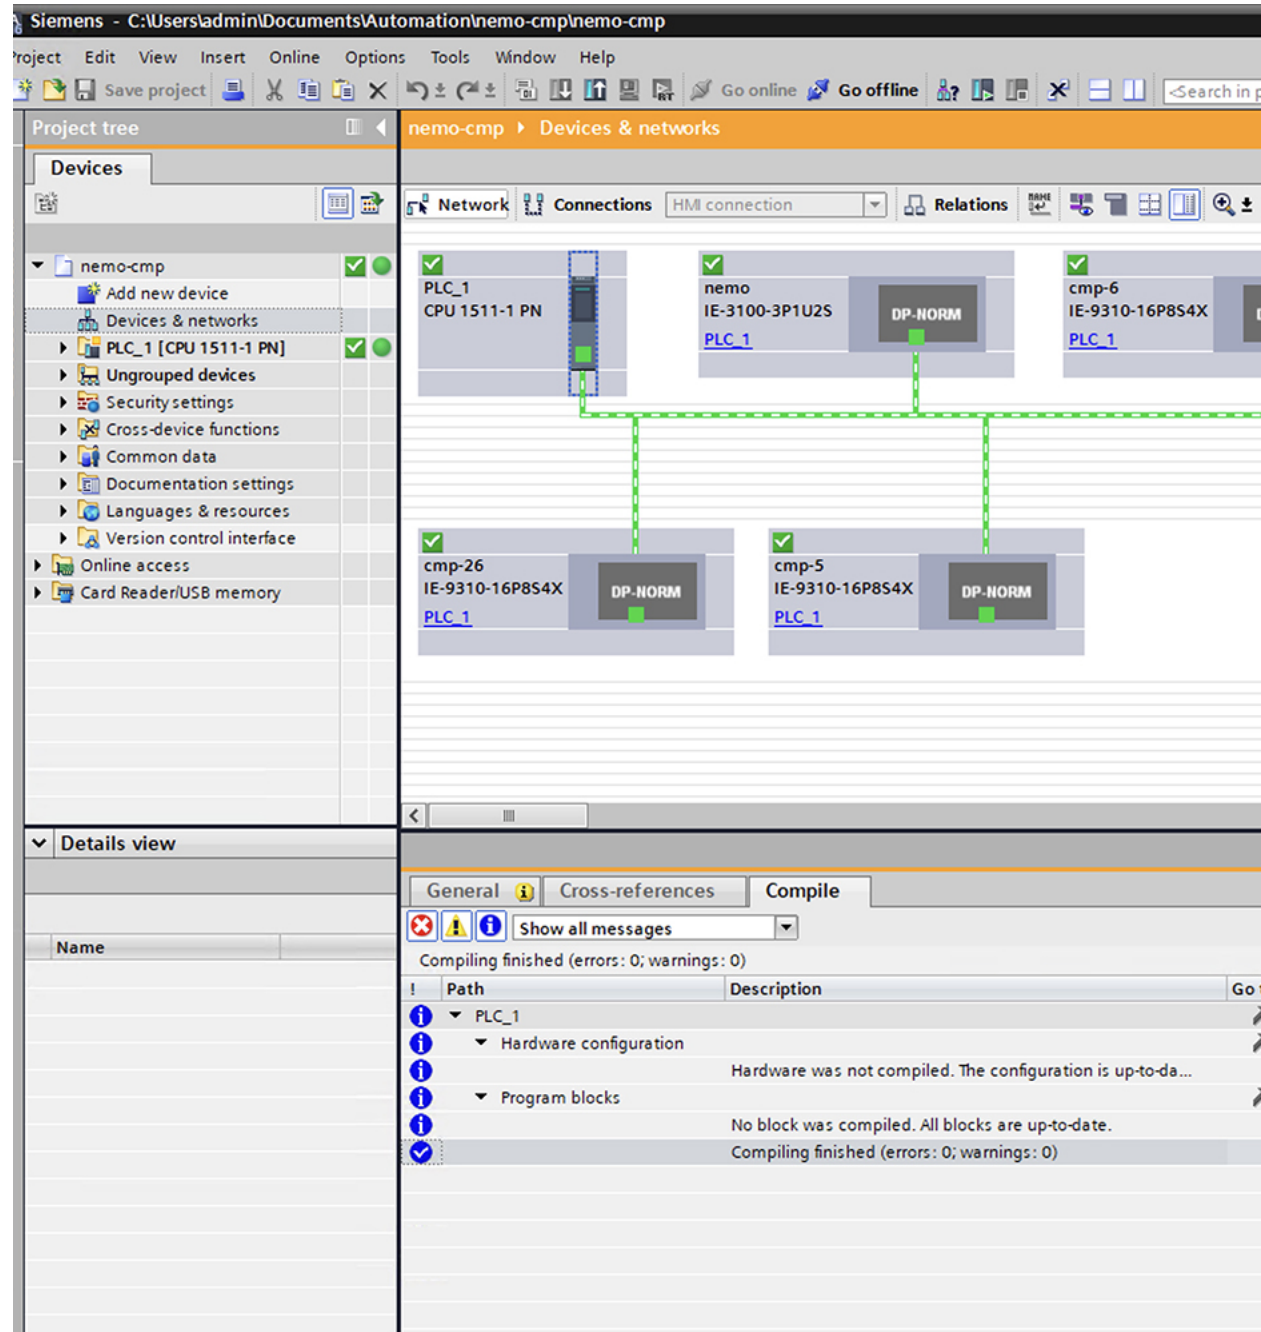 Siemens - C:\Users\admin\Documents\Automation\nemo-cmp\nemo-cmp
Project Edit View Insert Online Options Tools Window Help
Save project Go online Go offline <Search in p
Project tree
nemo-cmp Devices & networks
Devices
Network Connections HMI connection Relations
nemo-cmp
Add new device
Devices & networks
PLC_1 [CPU 1511-1 PN]
Ungrouped devices
Security settings
Cross-device functions
Common data
Documentation settings
Languages & resources
Version control interface
Online access
Card Reader/USB memory
PLC_1
CPU 1511-1 PN
nemo
IE-3100-3P1U2S
DP-NORM
PLC_1
cmp-6
IE-9310-16P8S4X
D
PLC_1
cmp-26
IE-9310-16P8S4X
DP-NORM
PLC_1
cmp-5
IE-9310-16P8S4X
DP-NORM
PLC_1
Details view
Name
General Cross-references Compile
Show all messages
Compiling finished (errors: 0; warnings: 0)
! Path Description Go
PLC_1
Hardware configuration
Hardware was not compiled. The configuration is up-to-da...
Program blocks
No block was compiled. All blocks are up-to-date.
Compiling finished (errors: 0; warnings: 0)